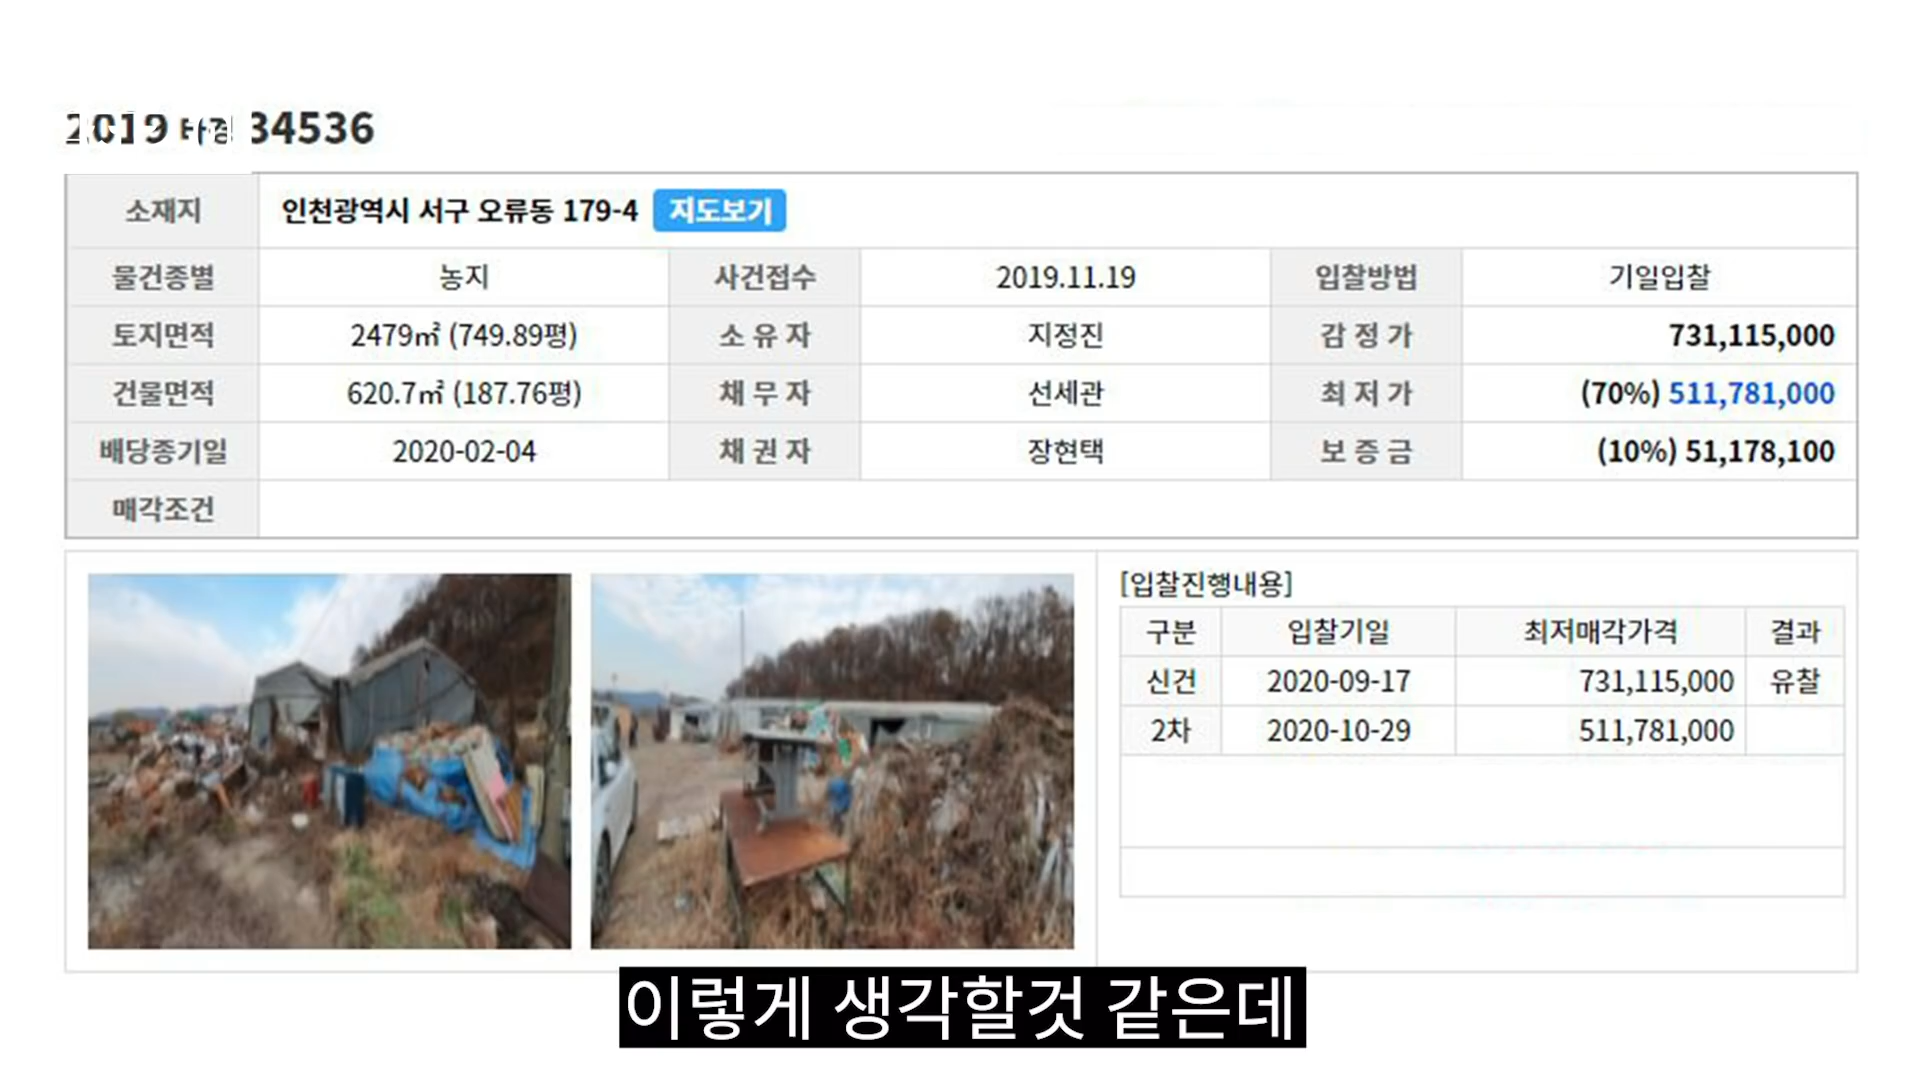 2019 타경 34536
소재지 인천광역시 서구 오류동 179-4 지도보기
물건종별 농지 사건접수 2019.11.19 입찰방법 기일입찰
토지면적 2479㎡ (749.89평) 소 유 자 지정진 감 정 가 731,115,000
건물면적 620.7㎡ (187.76평) 채 무 자 선세관 최 저 가 (70%) 511,781,000
배당종기일 2020-02-04 채 권 자 장현택 보 증 금 (10%) 51,178,100
매각조건
[입찰진행내용]
구분 입찰기일 최저매각가격 결과
신건 2020-09-17 731,115,000 유찰
2차 2020-10-29 511,781,000
이렇게 생각할것 같은데